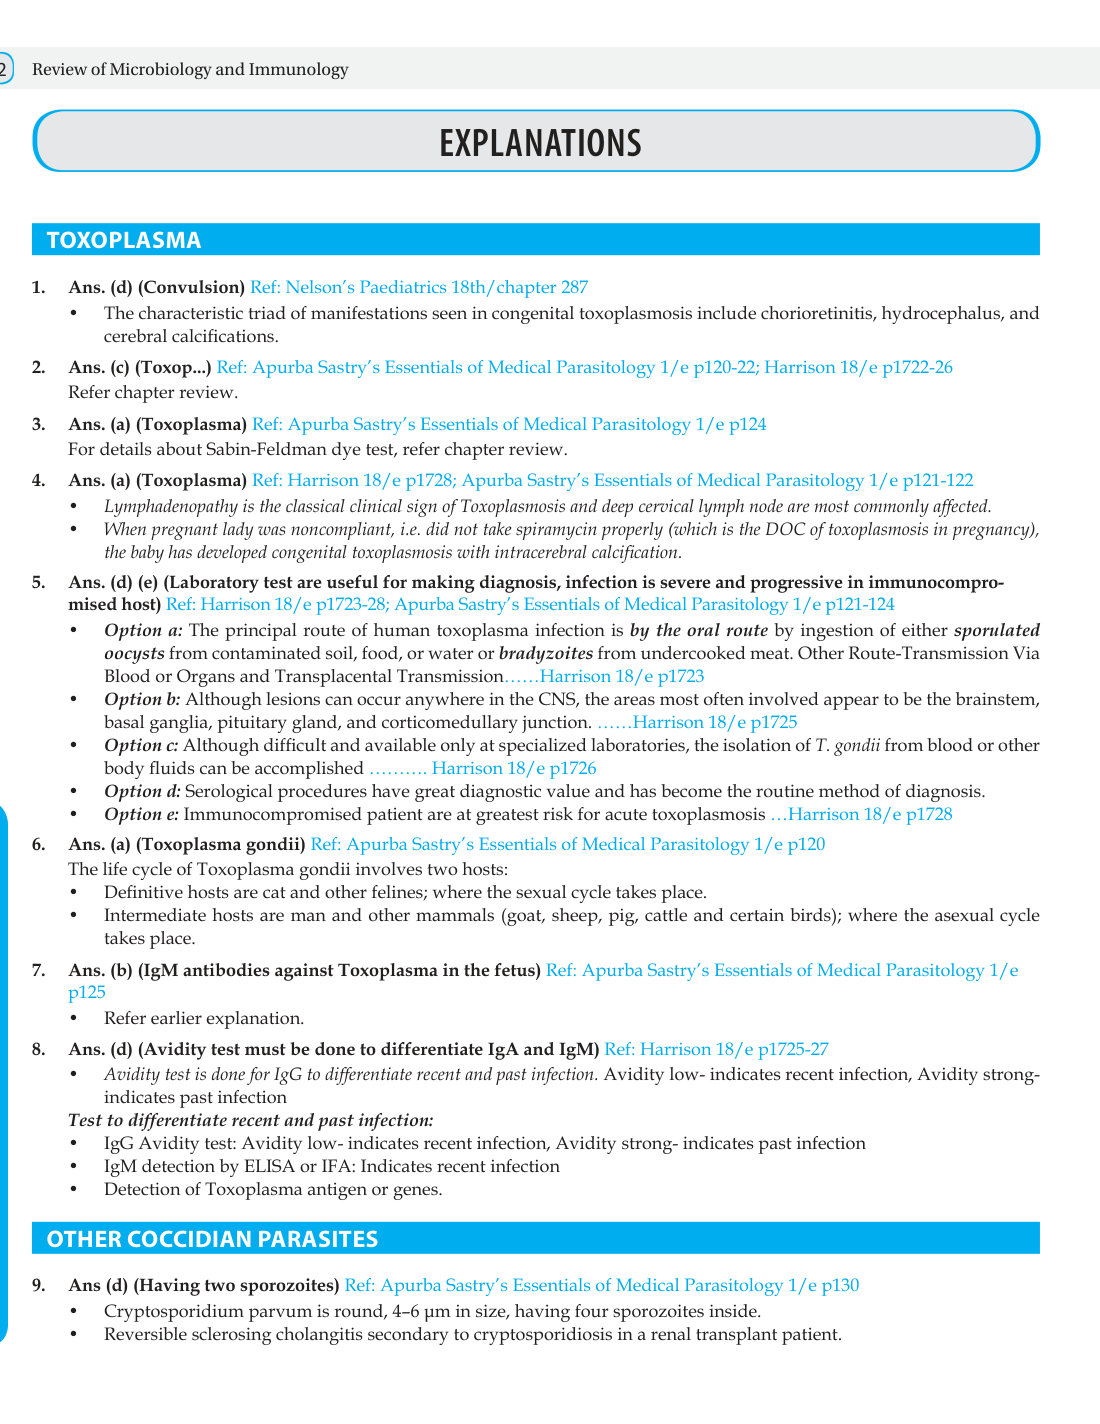 2 Review of Microbiology and Immunology
EXPLANATIONS
TOXOPLASMA
1. Ans. (d) (Convulsion) Ref: Nelson's Paediatrics 18th/chapter 287
• The characteristic triad of manifestations seen in congenital toxoplasmosis include chorioretinitis, hydrocephalus, and
cerebral calcifications.
2. Ans. (c) (Toxop...) Ref: Apurba Sastry's Essentials of Medical Parasitology 1/e p120-22; Harrison 18/e p1722-26
Refer chapter review.
3. Ans. (a) (Toxoplasma) Ref: Apurba Sastry's Essentials of Medical Parasitology 1/e p124
For details about Sabin-Feldman dye test, refer chapter review.
4. Ans. (a) (Toxoplasma) Ref: Harrison 18/e p1728; Apurba Sastry's Essentials of Medical Parasitology 1/e p121-122
• Lymphadenopathy is the classical clinical sign of Toxoplasmosis and deep cervical lymph node are most commonly affected.
• When pregnant lady was noncompliant, i.e. did not take spiramycin properly (which is the DOC of toxoplasmosis in pregnancy),
the baby has developed congenital toxoplasmosis with intracerebral calcification.
5. Ans. (d) (e) (Laboratory test are useful for making diagnosis, infection is severe and progressive in immunocompro-
mised host) Ref: Harrison 18/e p1723-28; Apurba Sastry's Essentials of Medical Parasitology 1/e p121-124
• Option a: The principal route of human toxoplasma infection is by the oral route by ingestion of either sporulated
oocysts from contaminated soil, food, or water or bradyzoites from undercooked meat. Other Route-Transmission Via
Blood or Organs and Transplacental Transmission……Harrison 18/e p1723
• Option b: Although lesions can occur anywhere in the CNS, the areas most often involved appear to be the brainstem,
basal ganglia, pituitary gland, and corticomedullary junction. ……Harrison 18/e p1725
• Option c: Although difficult and available only at specialized laboratories, the isolation of T. gondii from blood or other
body fluids can be accomplished ………. Harrison 18/e p1726
• Option d: Serological procedures have great diagnostic value and has become the routine method of diagnosis.
• Option e: Immunocompromised patient are at greatest risk for acute toxoplasmosis …Harrison 18/e p1728
6. Ans. (a) (Toxoplasma gondii) Ref: Apurba Sastry's Essentials of Medical Parasitology 1/e p120
The life cycle of Toxoplasma gondii involves two hosts:
• Definitive hosts are cat and other felines; where the sexual cycle takes place.
• Intermediate hosts are man and other mammals (goat, sheep, pig, cattle and certain birds); where the asexual cycle
takes place.
7. Ans. (b) (IgM antibodies against Toxoplasma in the fetus) Ref: Apurba Sastry's Essentials of Medical Parasitology 1/e
p125
• Refer earlier explanation.
8. Ans. (d) (Avidity test must be done to differentiate IgA and IgM) Ref: Harrison 18/e p1725-27
• Avidity test is done for IgG to differentiate recent and past infection. Avidity low- indicates recent infection, Avidity strong-
indicates past infection
Test to differentiate recent and past infection:
• IgG Avidity test: Avidity low- indicates recent infection, Avidity strong- indicates past infection
• IgM detection by ELISA or IFA: Indicates recent infection
• Detection of Toxoplasma antigen or genes.
OTHER COCCIDIAN PARASITES
9. Ans (d) (Having two sporozoites) Ref: Apurba Sastry's Essentials of Medical Parasitology 1/e p130
• Cryptosporidium parvum is round, 4–6 µm in size, having four sporozoites inside.
• Reversible sclerosing cholangitis secondary to cryptosporidiosis in a renal transplant patient.